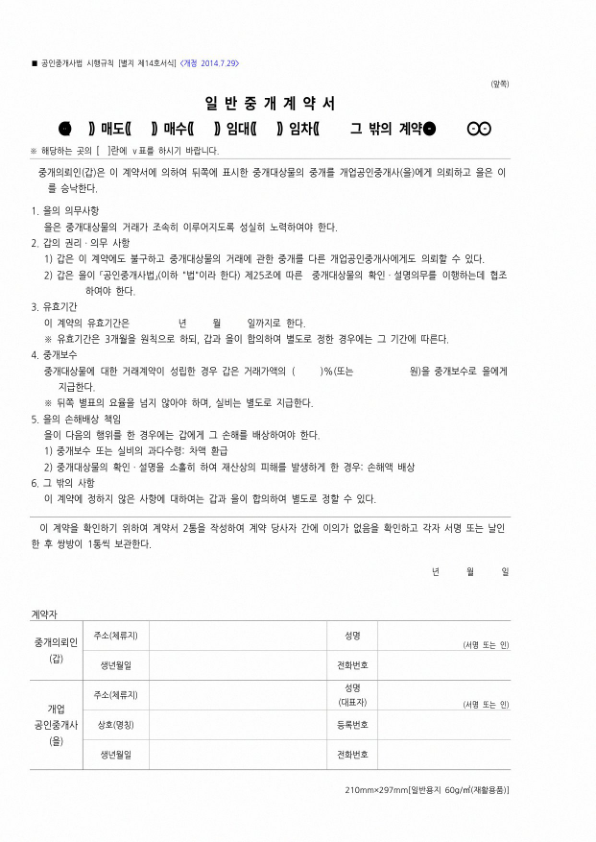 ■ 공인중개사법 시행규칙 [별지 제14호서식] <개정 2014.7.29>
(앞쪽)
일 반 중 개 계 약 서
⟫ 매도⟪ ⟫ 매수⟪ ⟫ 임대⟪ ⟫ 임차⟪ 그 밖의 계약
※ 해당하는 곳의 [ ]란에 v표를 하시기 바랍니다.
중개의뢰인(갑)은 이 계약서에 의하여 뒤쪽에 표시한 중개대상물의 중개를 개업공인중개사(을)에게 의뢰하고 을은 이
를 승낙한다.
1. 을의 의무사항
을은 중개대상물의 거래가 조속히 이루어지도록 성실히 노력하여야 한다.
2. 갑의 권리ㆍ의무 사항
1) 갑은 이 계약에도 불구하고 중개대상물의 거래에 관한 중개를 다른 개업공인중개사에게도 의뢰할 수 있다.
2) 갑은 을이 「공인중개사법」(이하 "법"이라 한다) 제25조에 따른 중개대상물의 확인ㆍ설명의무를 이행하는데 협조
하여야 한다.
3. 유효기간
이 계약의 유효기간은 년 월 일까지로 한다.
※ 유효기간은 3개월을 원칙으로 하되, 갑과 을이 합의하여 별도로 정한 경우에는 그 기간에 따른다.
4. 중개보수
중개대상물에 대한 거래계약이 성립한 경우 갑은 거래가액의 ( )%(또는 원)을 중개보수로 을에게
지급한다.
※ 뒤쪽 별표의 요율을 넘지 않아야 하며, 실비는 별도로 지급한다.
5. 을의 손해배상 책임
을이 다음의 행위를 한 경우에는 갑에게 그 손해를 배상하여야 한다.
1) 중개보수 또는 실비의 과다수령: 차액 환급
2) 중개대상물의 확인ㆍ설명을 소홀히 하여 재산상의 피해를 발생하게 한 경우: 손해액 배상
6. 그 밖의 사항
이 계약에 정하지 않은 사항에 대하여는 갑과 을이 합의하여 별도로 정할 수 있다.
이 계약을 확인하기 위하여 계약서 2통을 작성하여 계약 당사자 간에 이의가 없음을 확인하고 각자 서명 또는 날인
한 후 쌍방이 1통씩 보관한다.
년 월 일
계약자
중개의뢰인
(갑)
주소(체류지)
성명
(서명 또는 인)
생년월일
전화번호
개업
공인중개사
(을)
주소(체류지)
성명
(대표자)
(서명 또는 인)
상호(명칭)
등록번호
생년월일
전화번호
210mm×297mm[일반용지 60g/㎡(재활용품)]